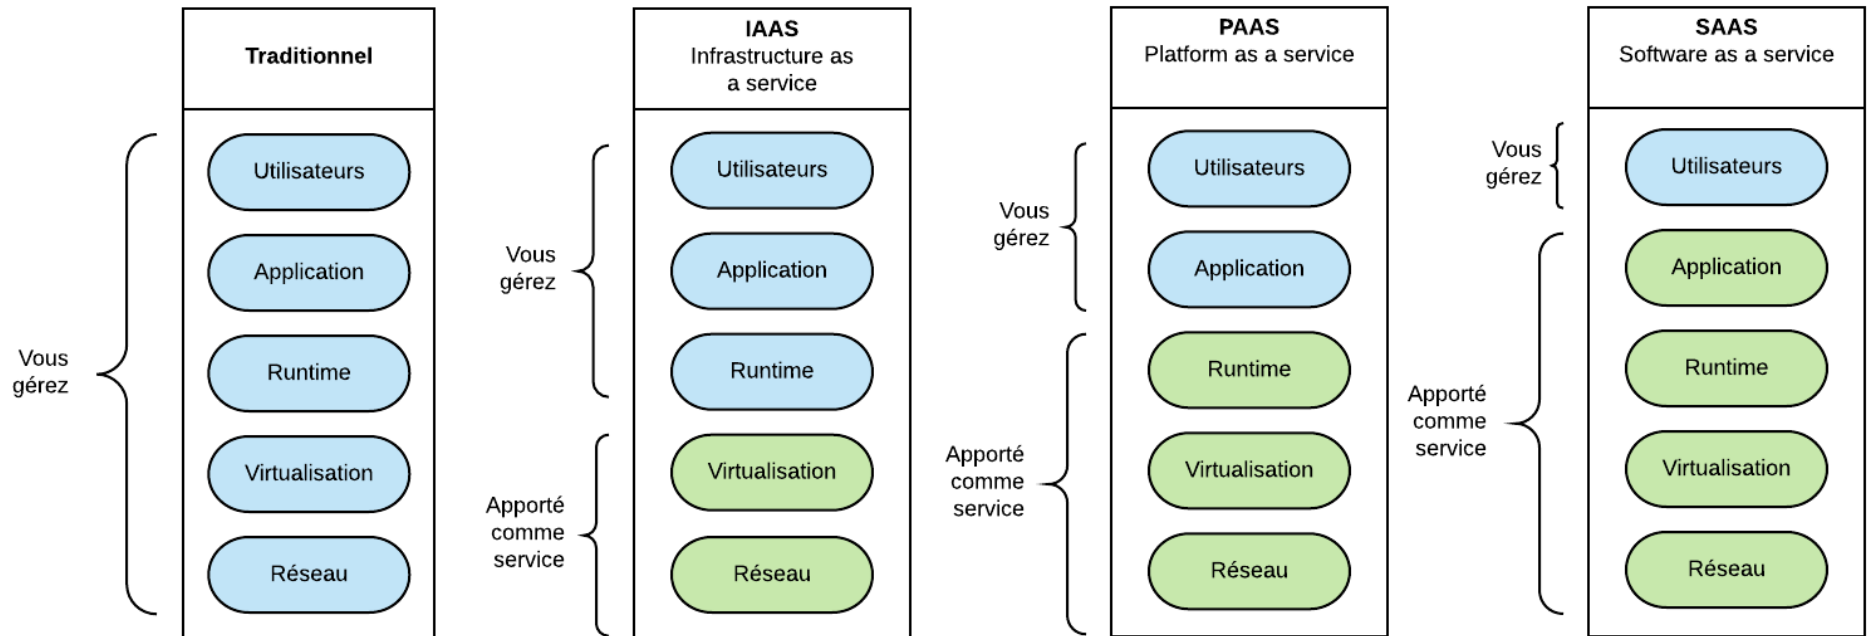 Traditionnel
Vous
gérez
Utilisateurs
Application
Runtime
Virtualisation
Réseau
IAAS
Infrastructure as
a service
Vous
gérez
Apporté
comme
service
Utilisateurs
Application
Runtime
Virtualisation
Réseau
PAAS
Platform as a service
Vous
gérez
Apporté
comme
service
Utilisateurs
Application
Runtime
Virtualisation
Réseau
SAAS
Software as a service
Vous
gérez
Apporté
comme
service
Utilisateurs
Application
Runtime
Virtualisation
Réseau